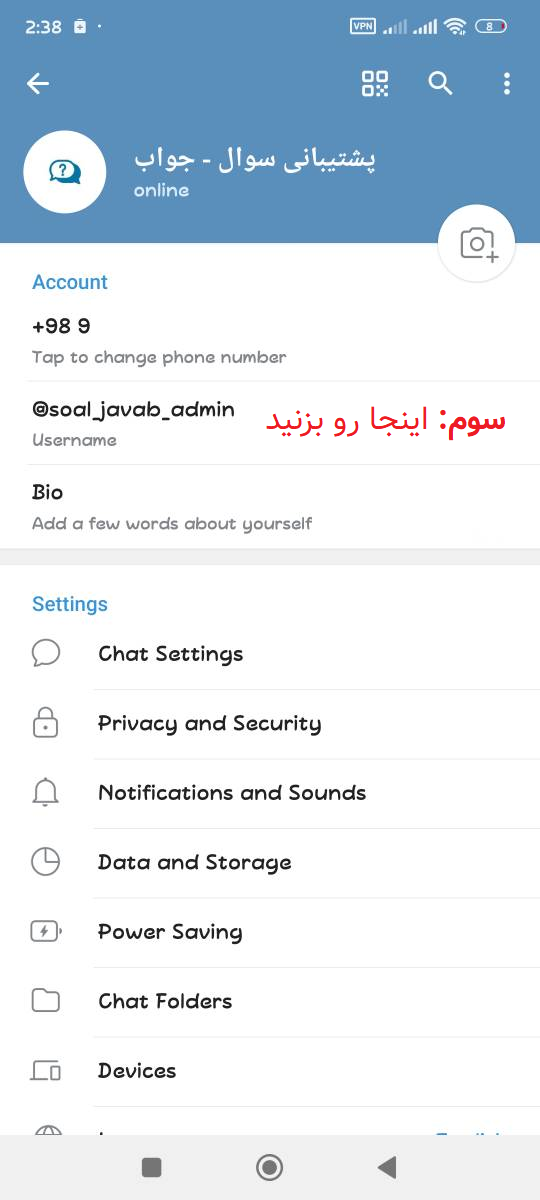 2:38
VPN
8
پشتیبانی سوال - جواب
online
Account
+98 9
Tap to change phone number
@soal_javab_admin
سوم: اینجا رو بزنید
Username
Bio
Add a few words about yourself
Settings
Chat Settings
Privacy and Security
Notifications and Sounds
Data and Storage
Power Saving
Chat Folders
Devices